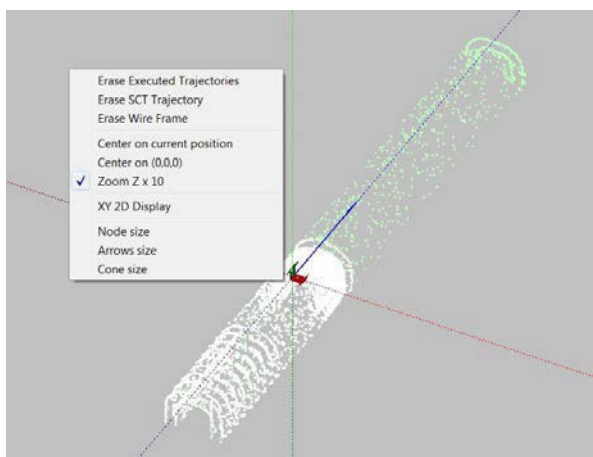 Erase Executed Trajectories
Erase SCT Trajectory
Erase Wire Frame
Center on current position
Center on (0,0,0)
Zoom Z x 10
XY 2D Display
Node size
Arrows size
Cone size